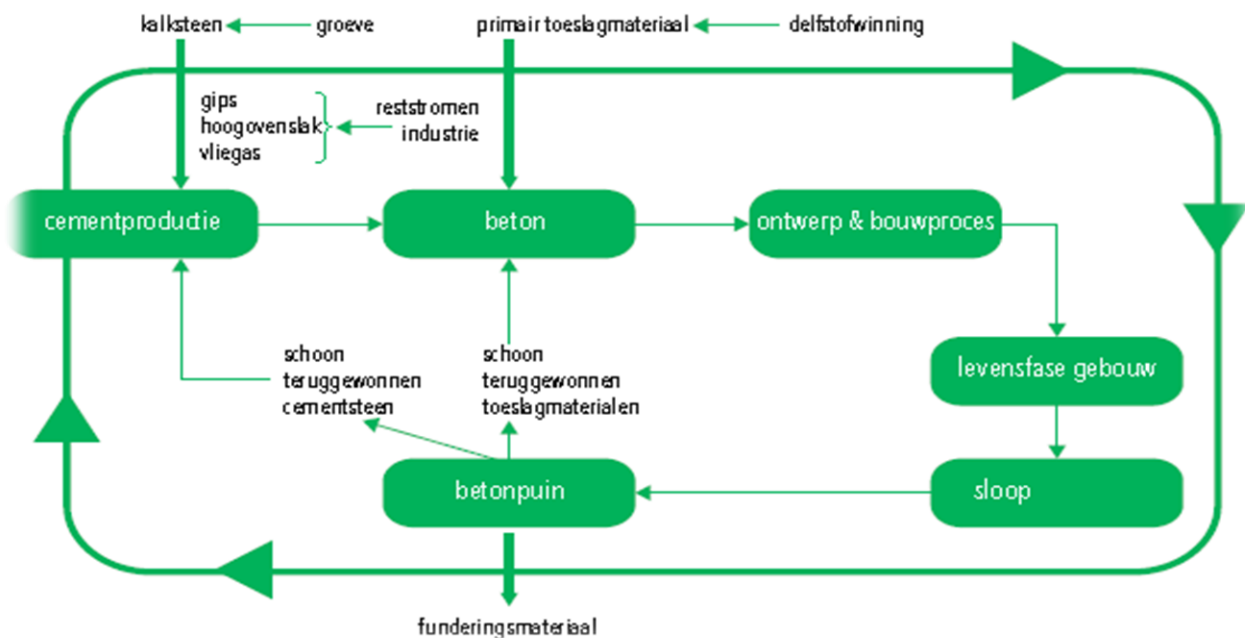 kalksteen
groeve
primair toeslagmateriaal
delfstofwinning
gips
hoogovenslak
vliegas
reststromen
industrie
cementproductie
beton
ontwerp & bouwproces
levensfase gebouw
schoon
teruggewonnen
cementsteen
schoon
teruggewonnen
toeslagmaterialen
betonpuin
sloop
funderingsmateriaal